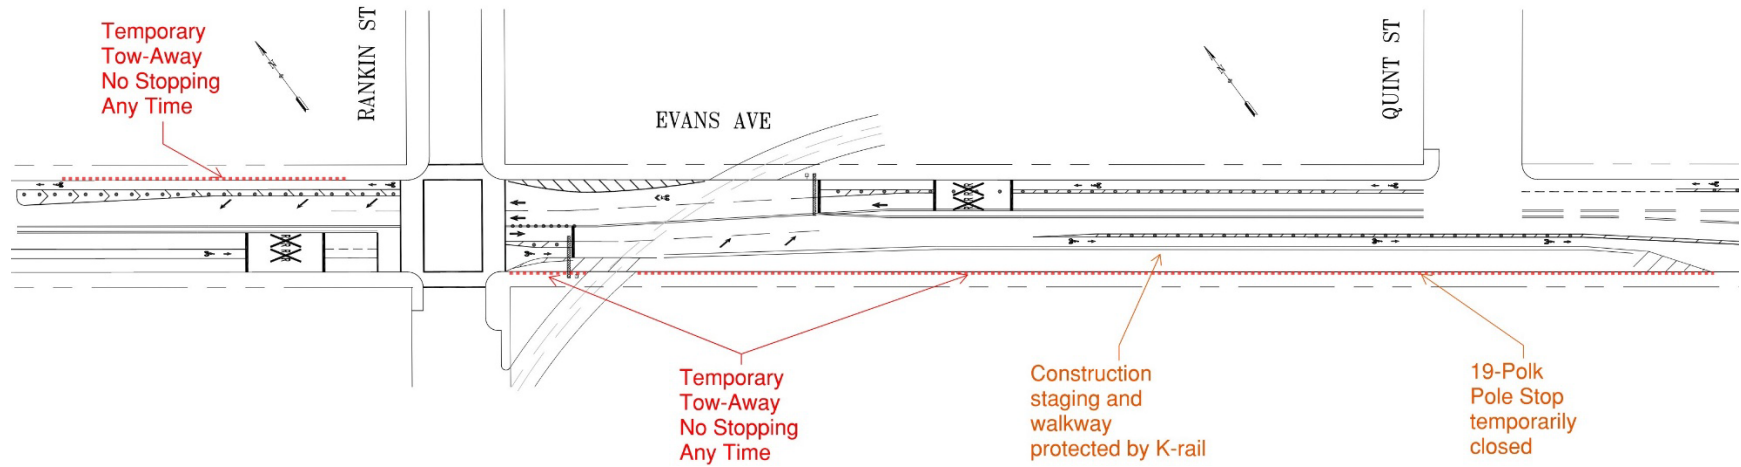 Temporary
Tow-Away
No Stopping
Any Time
RANKIN ST
N
EVANS AVE
N
QUINT ST
Temporary
Tow-Away
No Stopping
Any Time
Construction
staging and
walkway
protected by K-rail
19-Polk
Pole Stop
temporarily
closed